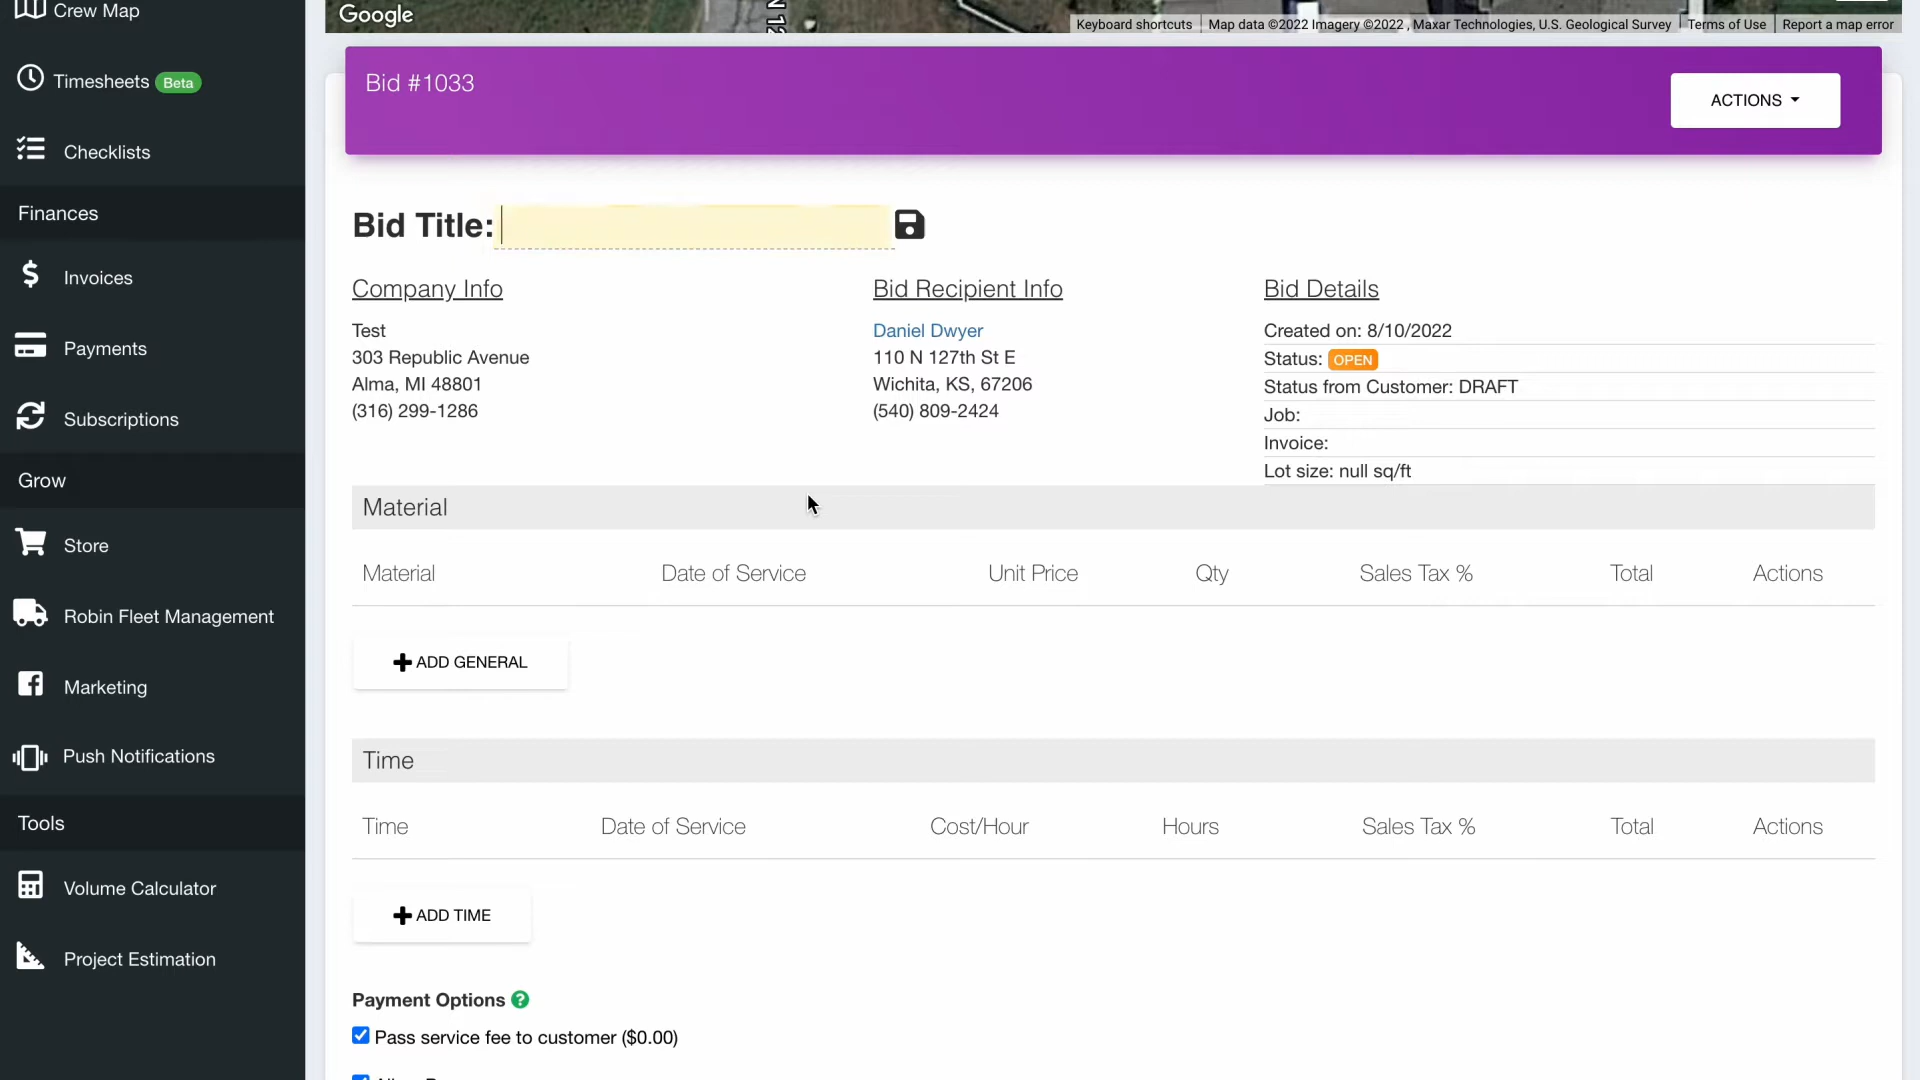 Crew Map
Timesheets Beta
Checklists
Finances
Invoices
Payments
Subscriptions
Grow
Store
Robin Fleet Management
Marketing
Push Notifications
Tools
Volume Calculator
Project Estimation
Google
N 12
Keyboard shortcuts Map data ©2022 Imagery ©2022 , Maxar Technologies, U.S. Geological Survey Terms of Use Report a map error
Bid #1033
ACTIONS
Bid Title:
Company Info
Test
303 Republic Avenue
Alma, MI 48801
(316) 299-1286
Bid Recipient Info
Daniel Dwyer
110 N 127th St E
Wichita, KS, 67206
(540) 809-2424
Bid Details
Created on: 8/10/2022
Status: OPEN
Status from Customer: DRAFT
Job:
Invoice:
Lot size: null sq/ft
Material
Material Date of Service Unit Price Qty Sales Tax % Total Actions
ADD GENERAL
Time
Time Date of Service Cost/Hour Hours Sales Tax % Total Actions
ADD TIME
Payment Options ?
Pass service fee to customer ($0.00)